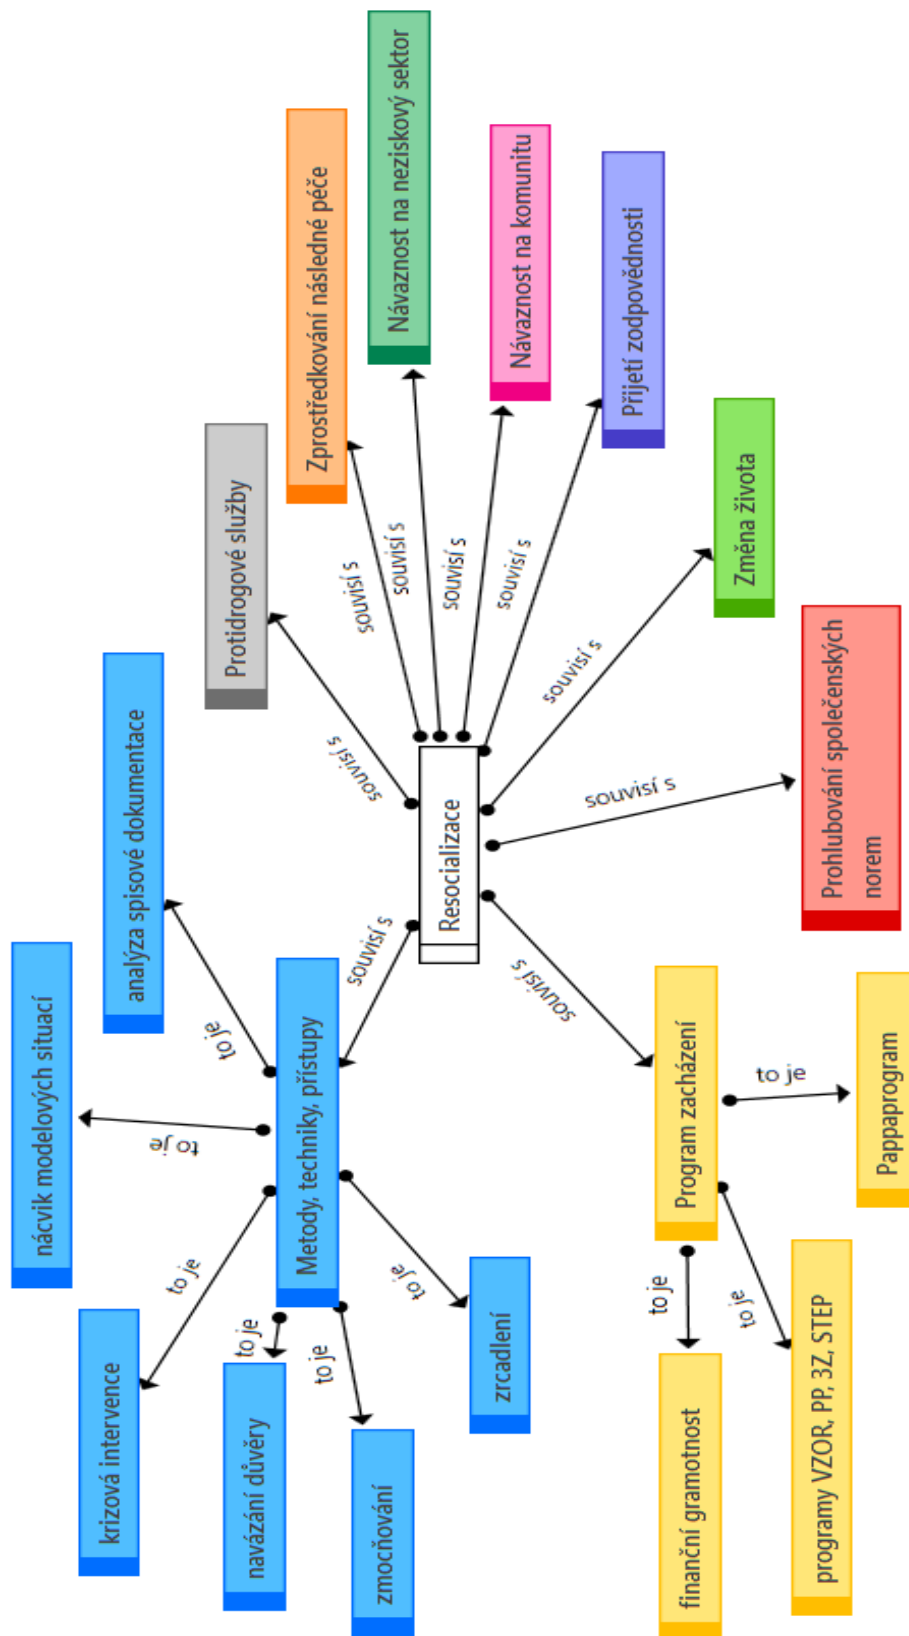 nácvik modelových situací
analýza spisové dokumentace
krizová intervence
Protidrogové služby
Zprostředkování následné péče
Návaznost na neziskový sektor
Návaznost na komunitu
Přijetí zodpovědnosti
Změna života
Prohlubování společenských
norem
Resocializace
Metody, techniky, přístupy
navázání důvěry
zmocňování
zrcadlení
Program zacházení
finanční gramotnost
programy VZOR, PP, 3Z, STEP
Pappaprogram
souvisí s
souvisí s
souvisí s
souvisí s
souvisí s
souvisí s
souvisí s
souvisí s
souvisí s
to je
to je
to je
to je
to je
to je
to je
to je
to je